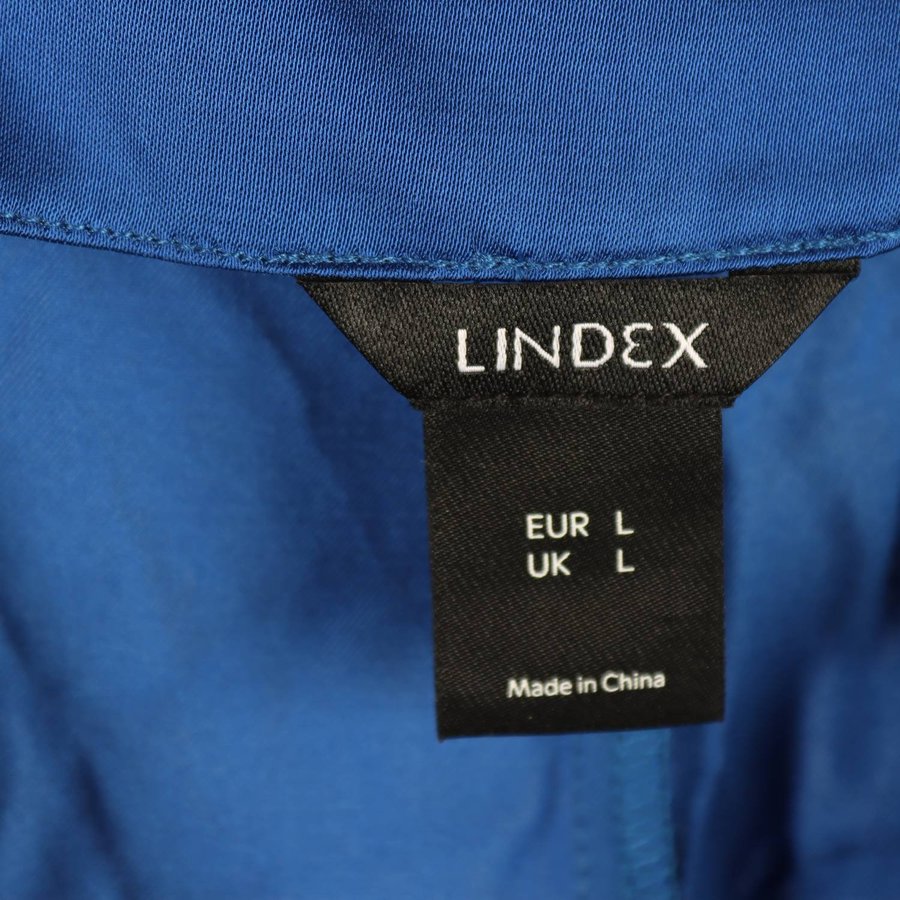 LINDEX
EUR L
UK L
Made in China